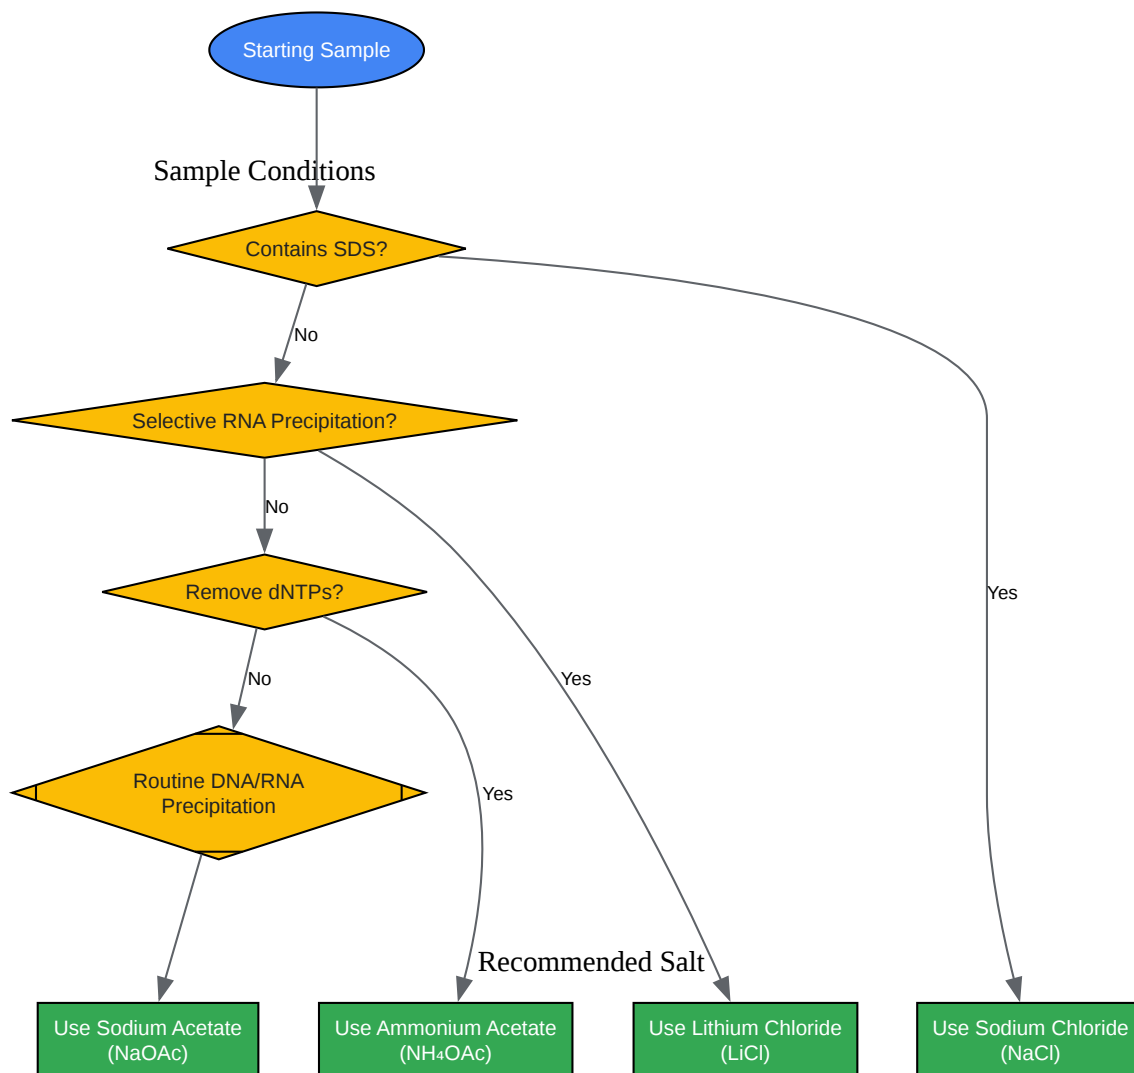 Starting Sample
Sample Conditions
Contains SDS?
No
Selective RNA Precipitation?
No
Remove dNTPs?
Yes
No
Yes
Routine DNA/RNA
Precipitation
Yes
Recommended Salt
Use Sodium Acetate
(NaOAc)
Use Ammonium Acetate
(NH₄OAc)
Use Lithium Chloride
(LiCl)
Use Sodium Chloride
(NaCl)